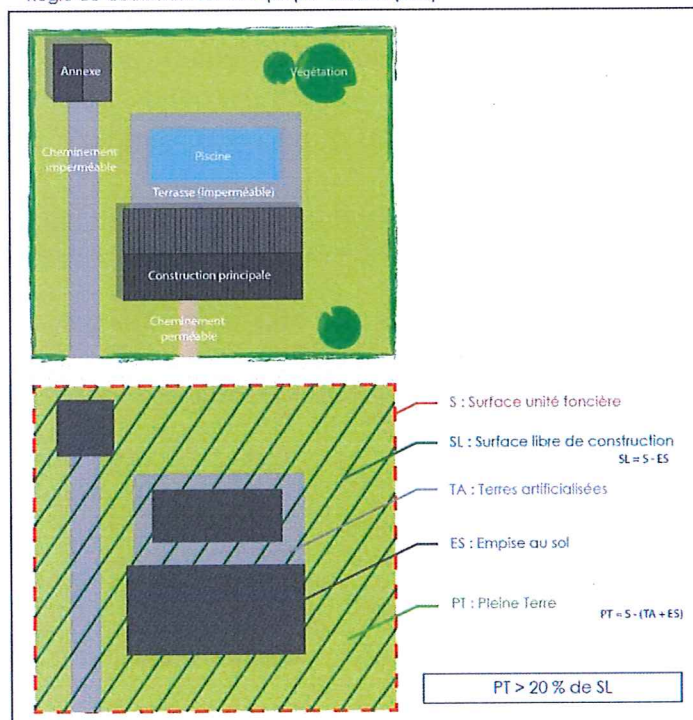 Annexe
Végétation
Cheminement
imperméable
Piscine
Terrasse (imperméable)
Construction principale
Cheminement
perméable
S : Surface unité foncière
SL : Surface libre de construction
SL = S - ES
TA : Terres artificialisées
ES : Empise au sol
PT : Pleine Terre
PT = S - (TA + ES)
PT > 20 % de SL